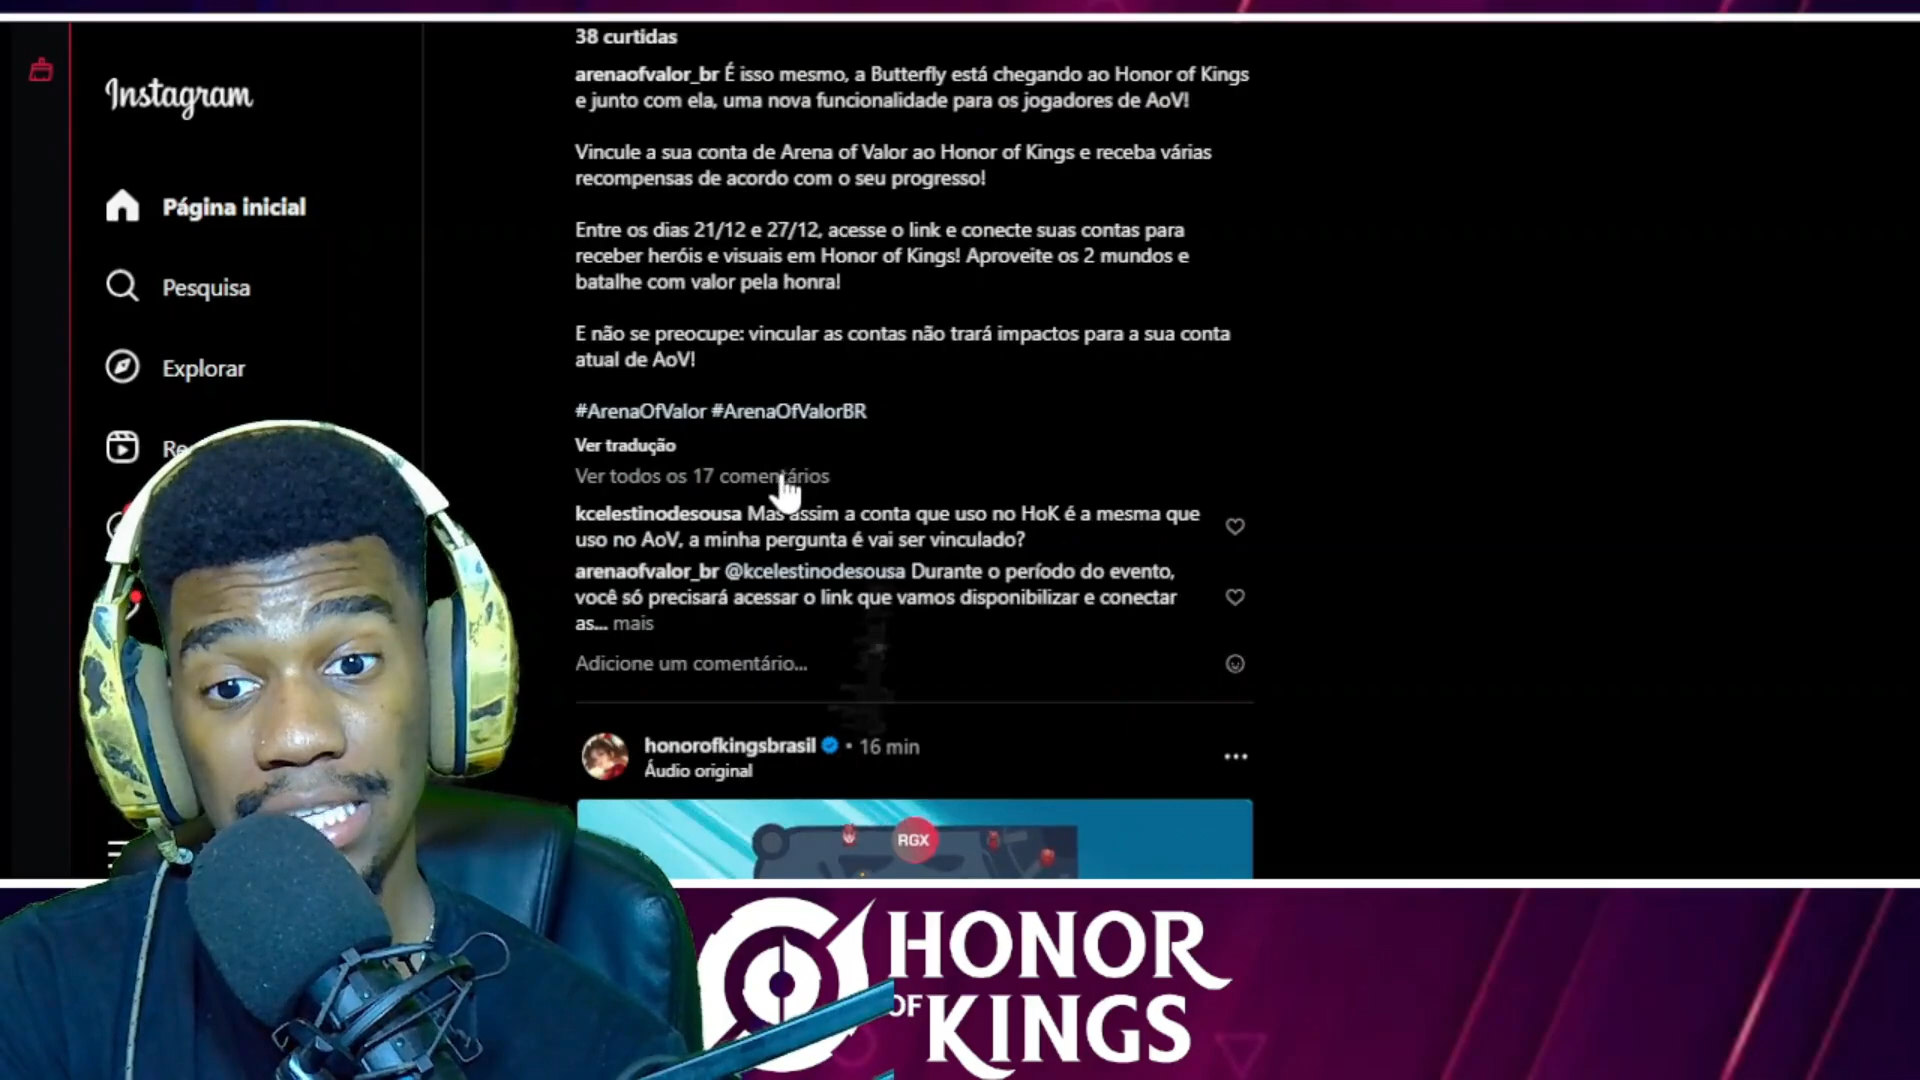 38 curtidas
Instagram
arenaofvalor_br É isso mesmo, a Butterfly está chegando ao Honor of Kings
e junto com ela, uma nova funcionalidade para os jogadores de AoV!
Vincule a sua conta de Arena of Valor ao Honor of Kings e receba várias
recompensas de acordo com o seu progresso!
Entre os dias 21/12 e 27/12, acesse o link e conecte suas contas para
receber heróis e visuais em Honor of Kings! Aproveite os 2 mundos e
batalhe com valor pela honra!
E não se preocupe: vincular as contas não trará impactos para a sua conta
atual de AoV!
#ArenaOfValor #ArenaOfValorBR
Ver tradução
Ver todos os 17 comentários
kcelestinodesousa Mas assim a conta que uso no HoK é a mesma que
uso no AoV, a minha pergunta é vai ser vinculado?
arenaofvalor_br @kcelestinodesousa Durante o período do evento,
você só precisará acessar o link que vamos disponibilizar e conectar
as... mais
Adicione um comentário...
honorofkingsbrasil • 16 min
Áudio original
RGX
Página inicial
Pesquisa
Explorar
HONOR
OF KINGS